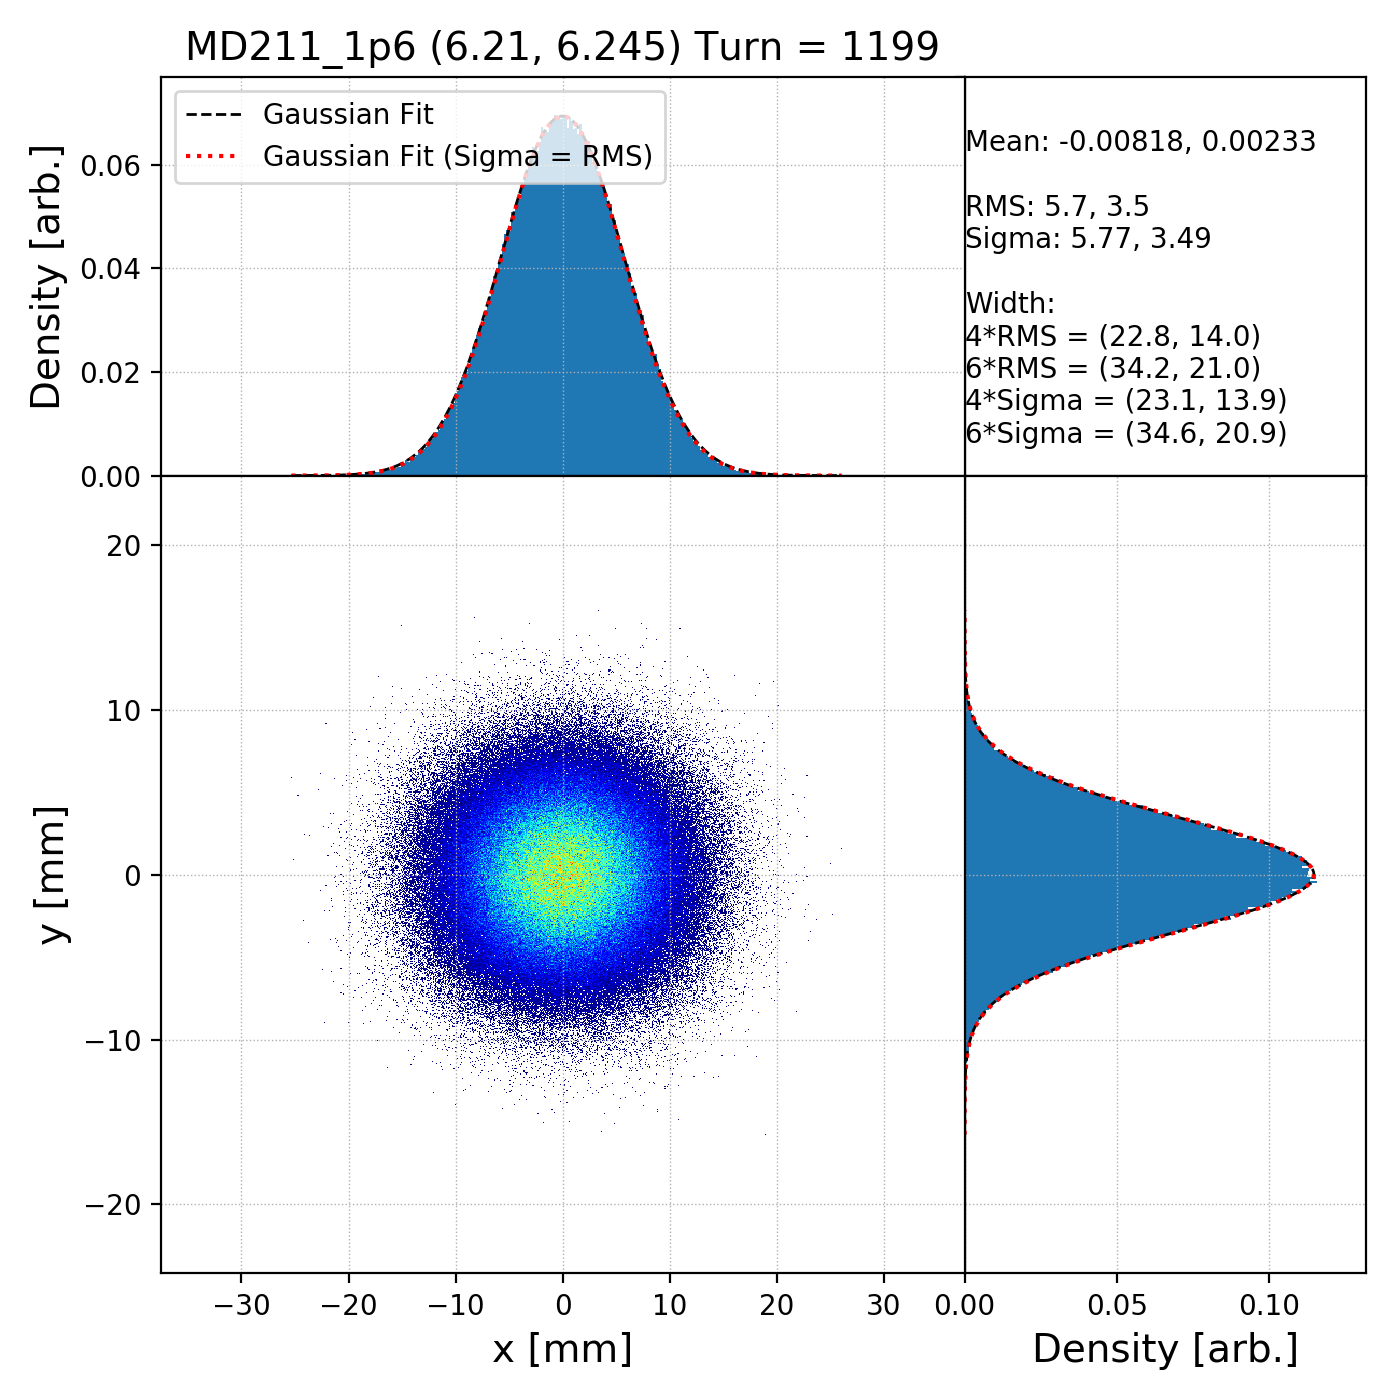 MD211_1p6 (6.21, 6.245) Turn = 1199
Gaussian Fit
Gaussian Fit (Sigma = RMS)
Density [arb.]
0.06
0.04
0.02
0.00
Mean: -0.00818, 0.00233
RMS: 5.7, 3.5
Sigma: 5.77, 3.49
Width:
4*RMS = (22.8, 14.0)
6*RMS = (34.2, 21.0)
4*Sigma = (23.1, 13.9)
6*Sigma = (34.6, 20.9)
y [mm]
20
10
0
−10
−20
−30 −20 −10 0 10 20 30
x [mm]
0.00 0.05 0.10
Density [arb.]